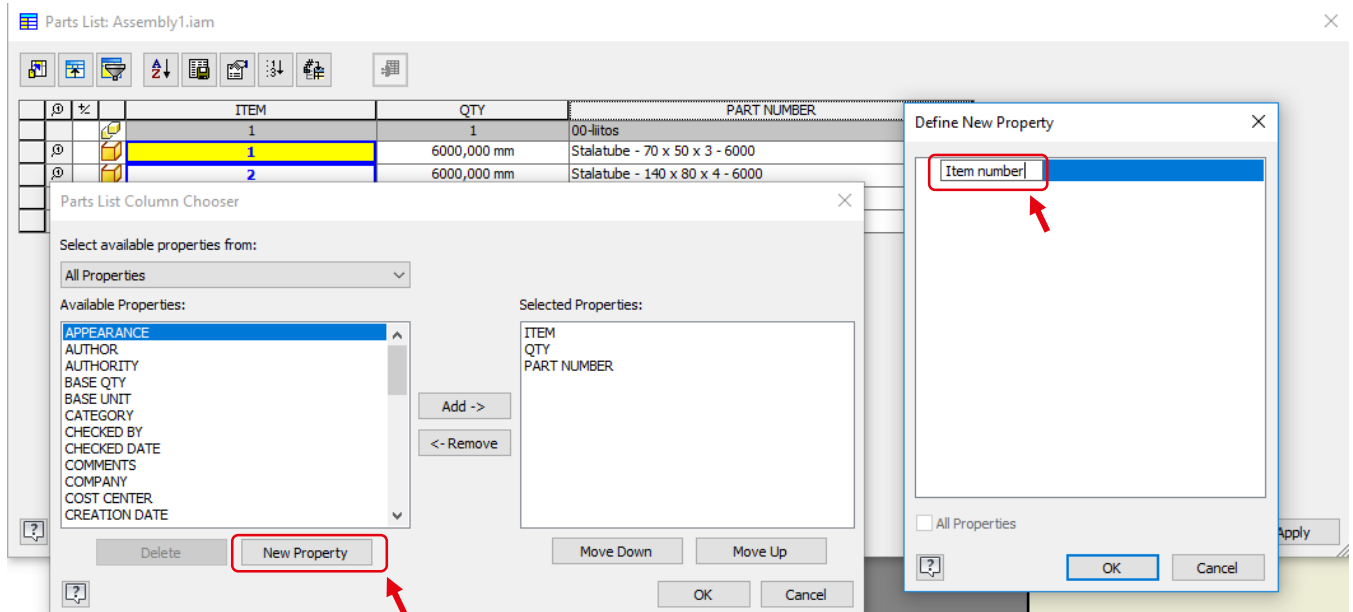 Parts List: Assembly1.iam
ITEM QTY PART NUMBER
1 1 00-liitos
1 6000,000 mm Stalatube - 70 x 50 x 3 - 6000
2 6000,000 mm Stalatube - 140 x 80 x 4 - 6000
Parts List Column Chooser
Select available properties from:
All Properties
Available Properties:
APPEARANCE
AUTHOR
AUTHORITY
BASE QTY
BASE UNIT
CATEGORY
CHECKED BY
CHECKED DATE
COMMENTS
COMPANY
COST CENTER
CREATION DATE
Add ->
<- Remove
Selected Properties:
ITEM
QTY
PART NUMBER
Delete
New Property
Move Down
Move Up
OK
Cancel
Define New Property
Item number
All Properties
OK
Cancel
Apply